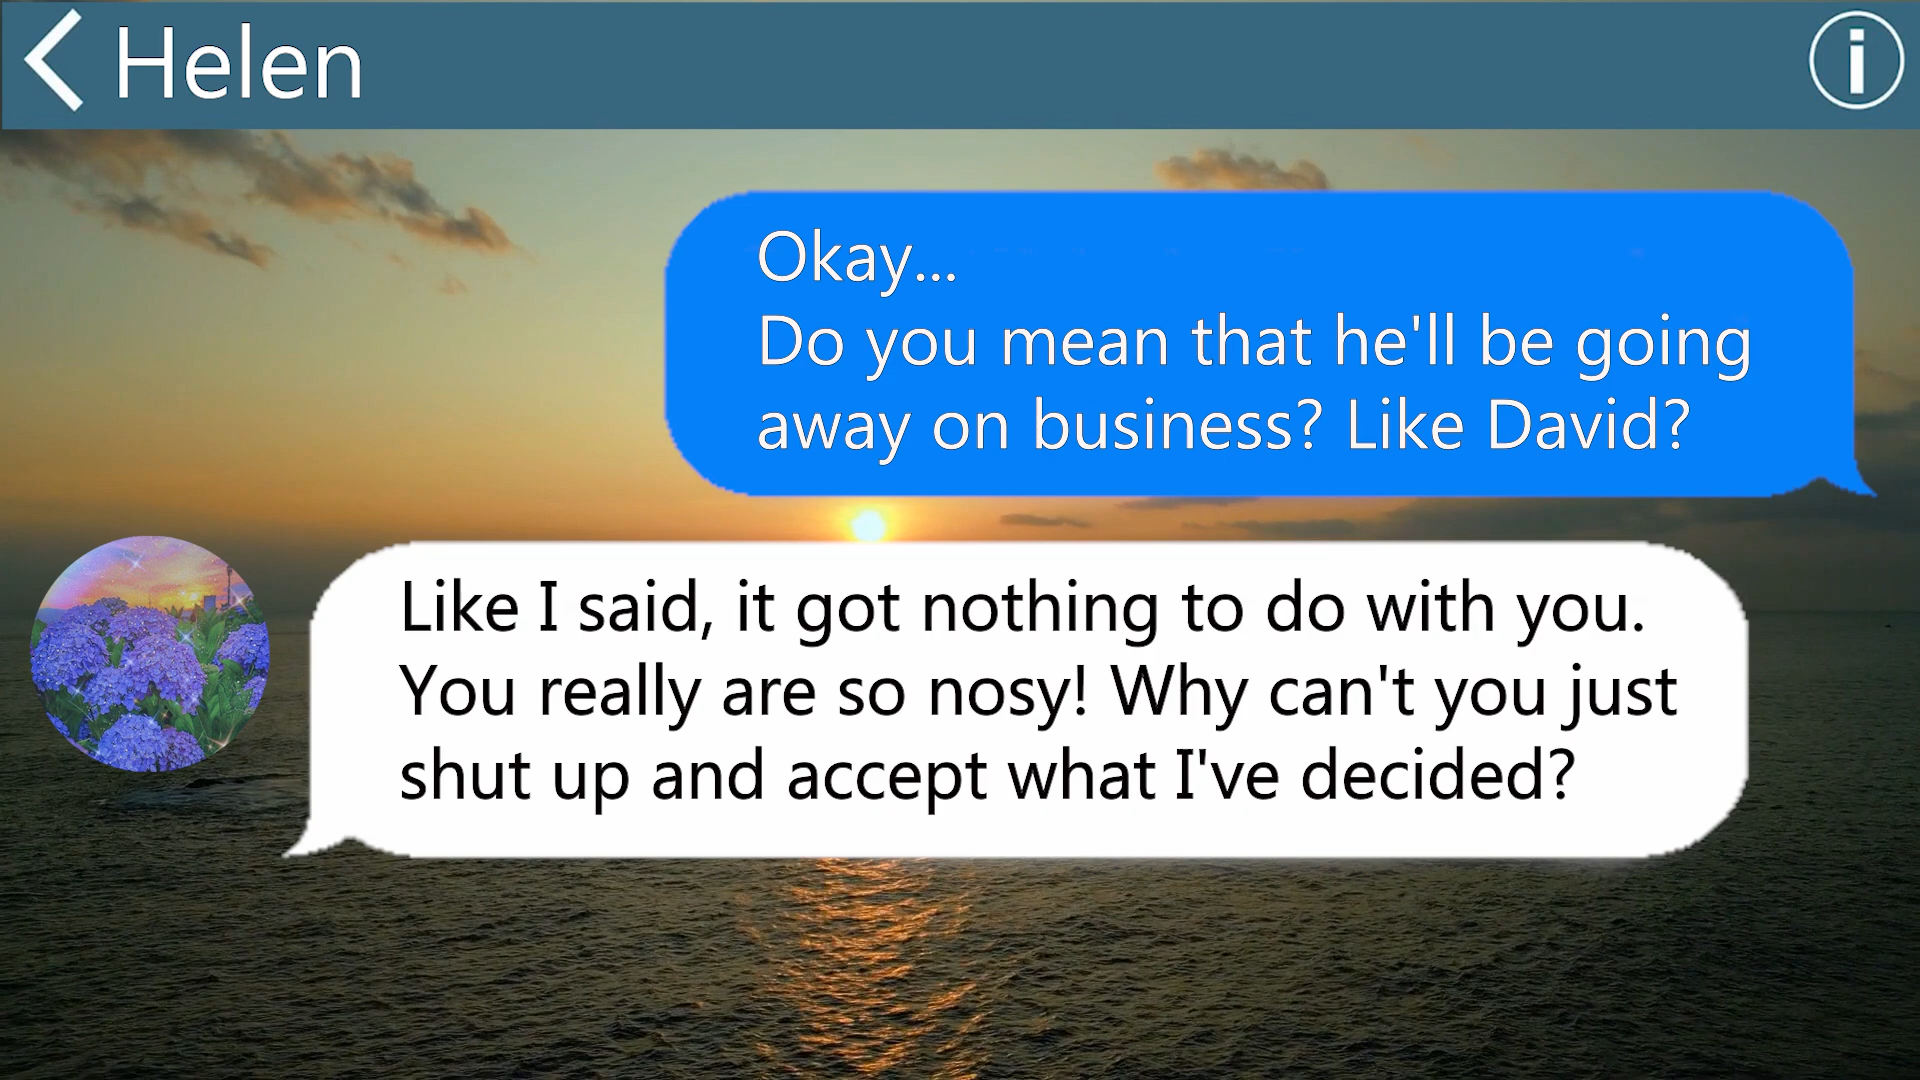 Helen
Okay...
Do you mean that he'll be going
away on business? Like David?
Like I said, it got nothing to do with you.
You really are so nosy! Why can't you just
shut up and accept what I've decided?